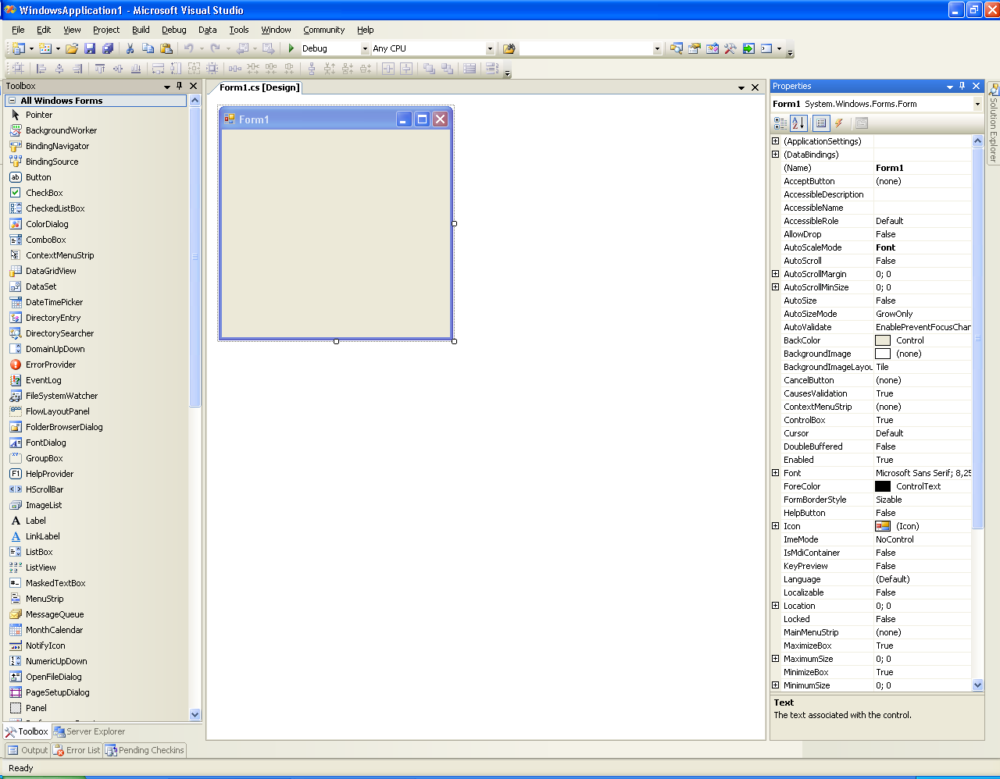 WindowsApplication1 - Microsoft Visual Studio
File Edit View Project Build Debug Data Tools Window Community Help
Debug Any CPU
Toolbox
All Windows Forms
Pointer
BackgroundWorker
BindingNavigator
BindingSource
Button
CheckBox
CheckedListBox
ColorDialog
ComboBox
ContextMenuStrip
DataGridView
DataSet
DateTimePicker
DirectoryEntry
DirectorySearcher
DomainUpDown
ErrorProvider
EventLog
FileSystemWatcher
FlowLayoutPanel
FolderBrowserDialog
FontDialog
GroupBox
HelpProvider
HScrollBar
ImageList
Label
LinkLabel
ListBox
ListView
MaskedTextBox
MenuStrip
MessageQueue
MonthCalendar
NotifyIcon
NumericUpDown
OpenFileDialog
PageSetupDialog
Panel
Toolbox Server Explorer
Output Error List Pending Checkins
Ready
Form1.cs [Design]
Form1
Properties
Form1 System.Windows.Forms.Form
(ApplicationSettings)
(DataBindings)
(Name) Form1
AcceptButton (none)
AccessibleDescription
AccessibleName
AccessibleRole Default
AllowDrop False
AutoScaleMode Font
AutoScroll False
AutoScrollMargin 0; 0
AutoScrollMinSize 0; 0
AutoSize False
AutoSizeMode GrowOnly
AutoValidate EnablePreventFocusChan
BackColor Control
BackgroundImage (none)
BackgroundImageLayou Tile
CancelButton (none)
CausesValidation True
ContextMenuStrip (none)
ControlBox True
Cursor Default
DoubleBuffered False
Enabled True
Font Microsoft Sans Serif; 8,25
ForeColor ControlText
FormBorderStyle Sizable
HelpButton False
Icon (Icon)
ImeMode NoControl
IsMdiContainer False
KeyPreview False
Language (Default)
Localizable False
Location 0; 0
Locked False
MainMenuStrip (none)
MaximizeBox True
MaximumSize 0; 0
MinimizeBox True
MinimumSize 0; 0
Text
The text associated with the control.
Solution Explorer